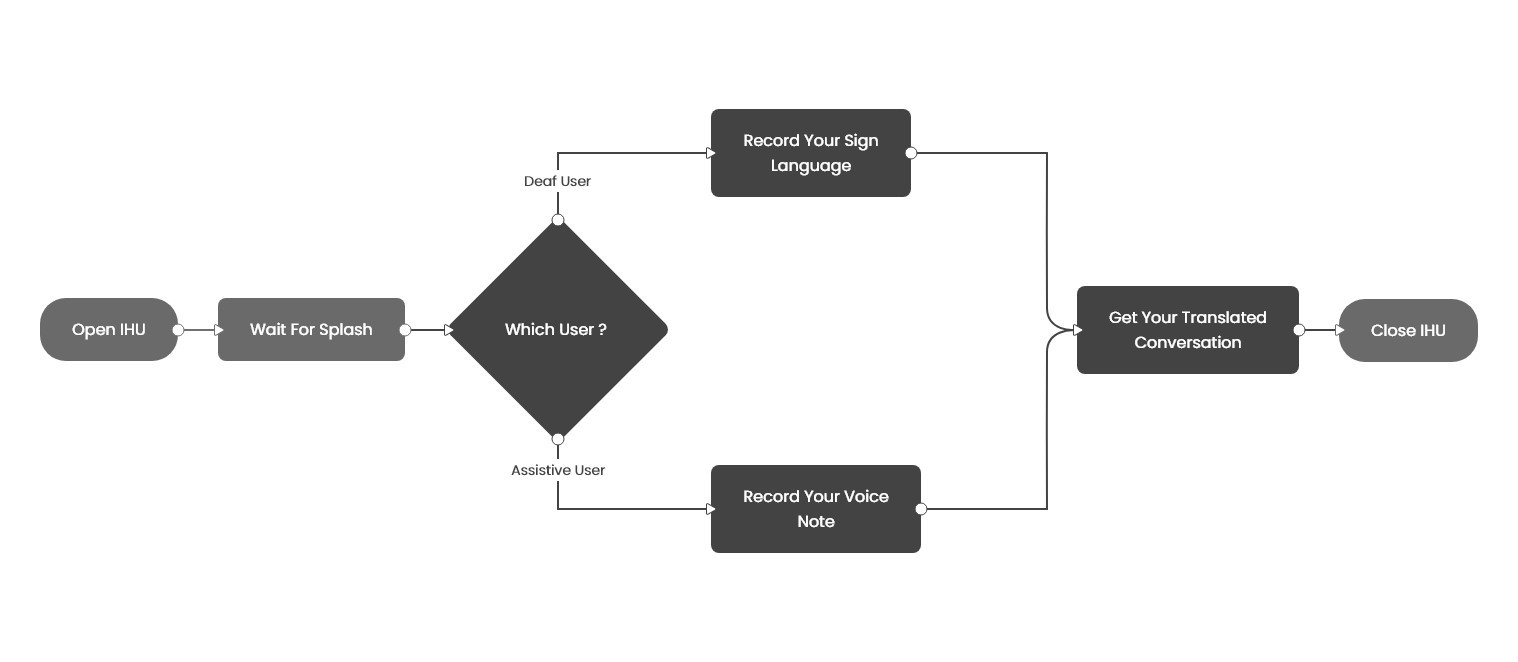 Open IHU
Wait For Splash
Which User ?
Deaf User
Record Your Sign
Language
Assistive User
Record Your Voice
Note
Get Your Translated
Conversation
Close IHU